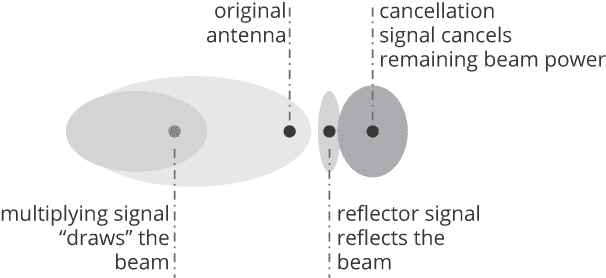 original
antenna
cancellation
signal cancels
remaining beam power
multiplying signal
“draws” the
beam
reflector signal
reflects the
beam